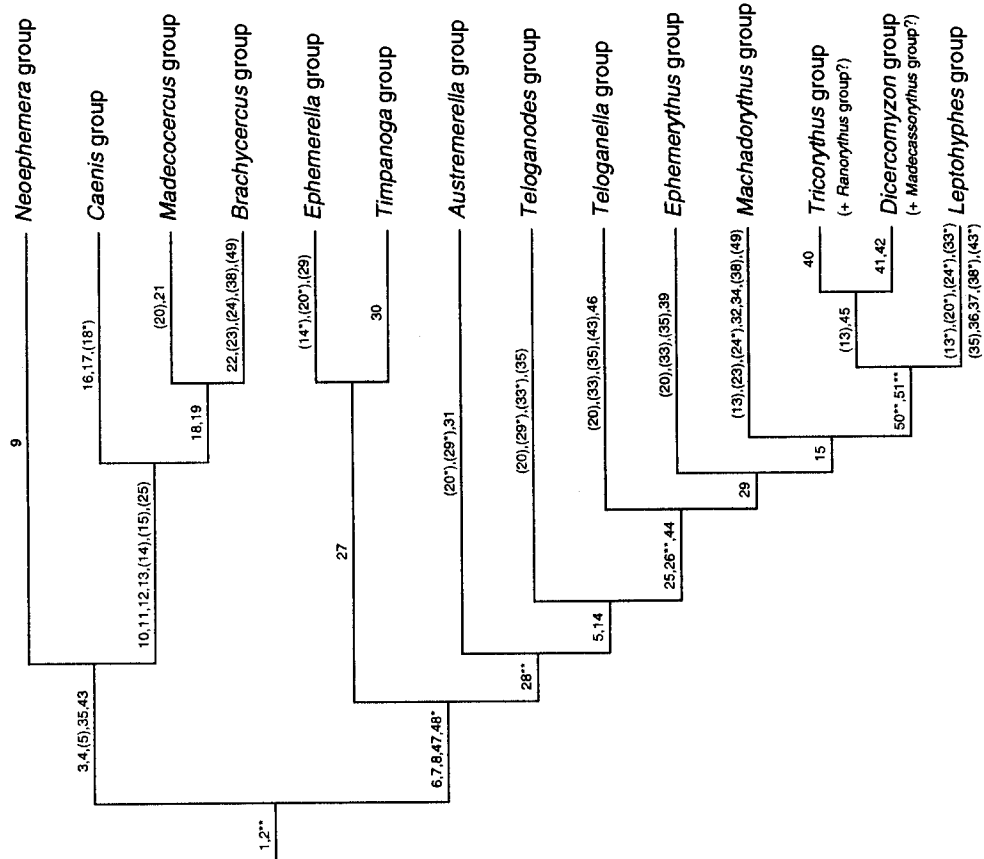 Neoephemera group
Caenis group
Madecocercus group
Brachycercus group
Ephemerella group
Timpanoga group
Austremerella group
Teloganodes group
Teloganella group
Ephemerythus group
Machadorythus group
Tricorythus group
(+ Ranorythus group?)
Dicercomyzon group
(+ Madecassorythus group?)
Leptohyphes group
9
16,17,(18*)
(20),21
22,(23),(24),(38),(49)
18,19
10,11,12,13,(14),(15),(25)
3,4,(5),35,43
(14*),(20*),(29)
30
27
(20*),(29*),31
(20),(29*),(33*),(35)
(20),(33),(35),(43),46
(20),(33),(35),39
(13),(23),(24*),32,34,(38),(49)
40
41,42
(13),45
(13*),(20*),(24*),(33*)
(35),36,37,(38*),(43*)
50**,51**
15
29
25,26**,44
5,14
28**
6,7,8,47,48*
1,2**